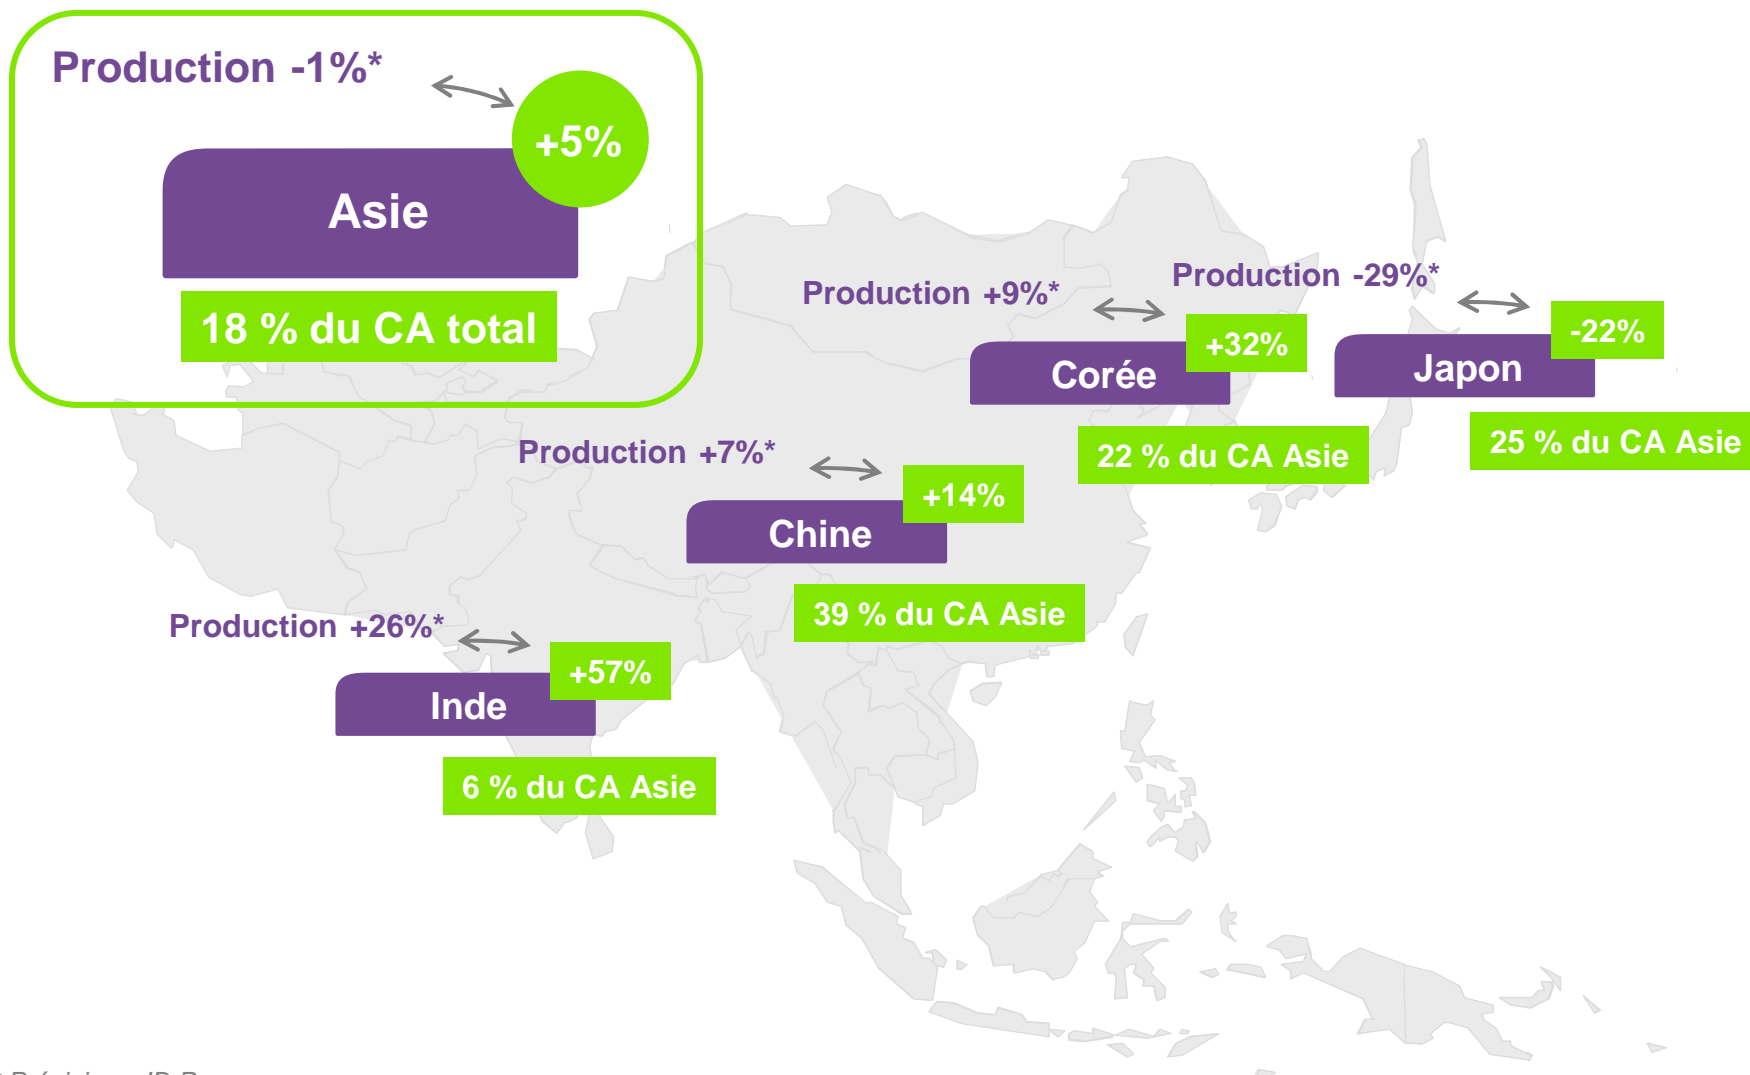 Production -1%*
+5%
Asie
18 % du CA total
Production +9%*
+32%
Corée
22 % du CA Asie
Production -29%*
-22%
Japon
25 % du CA Asie
Production +7%*
+14%
Chine
39 % du CA Asie
Production +26%*
+57%
Inde
6 % du CA Asie